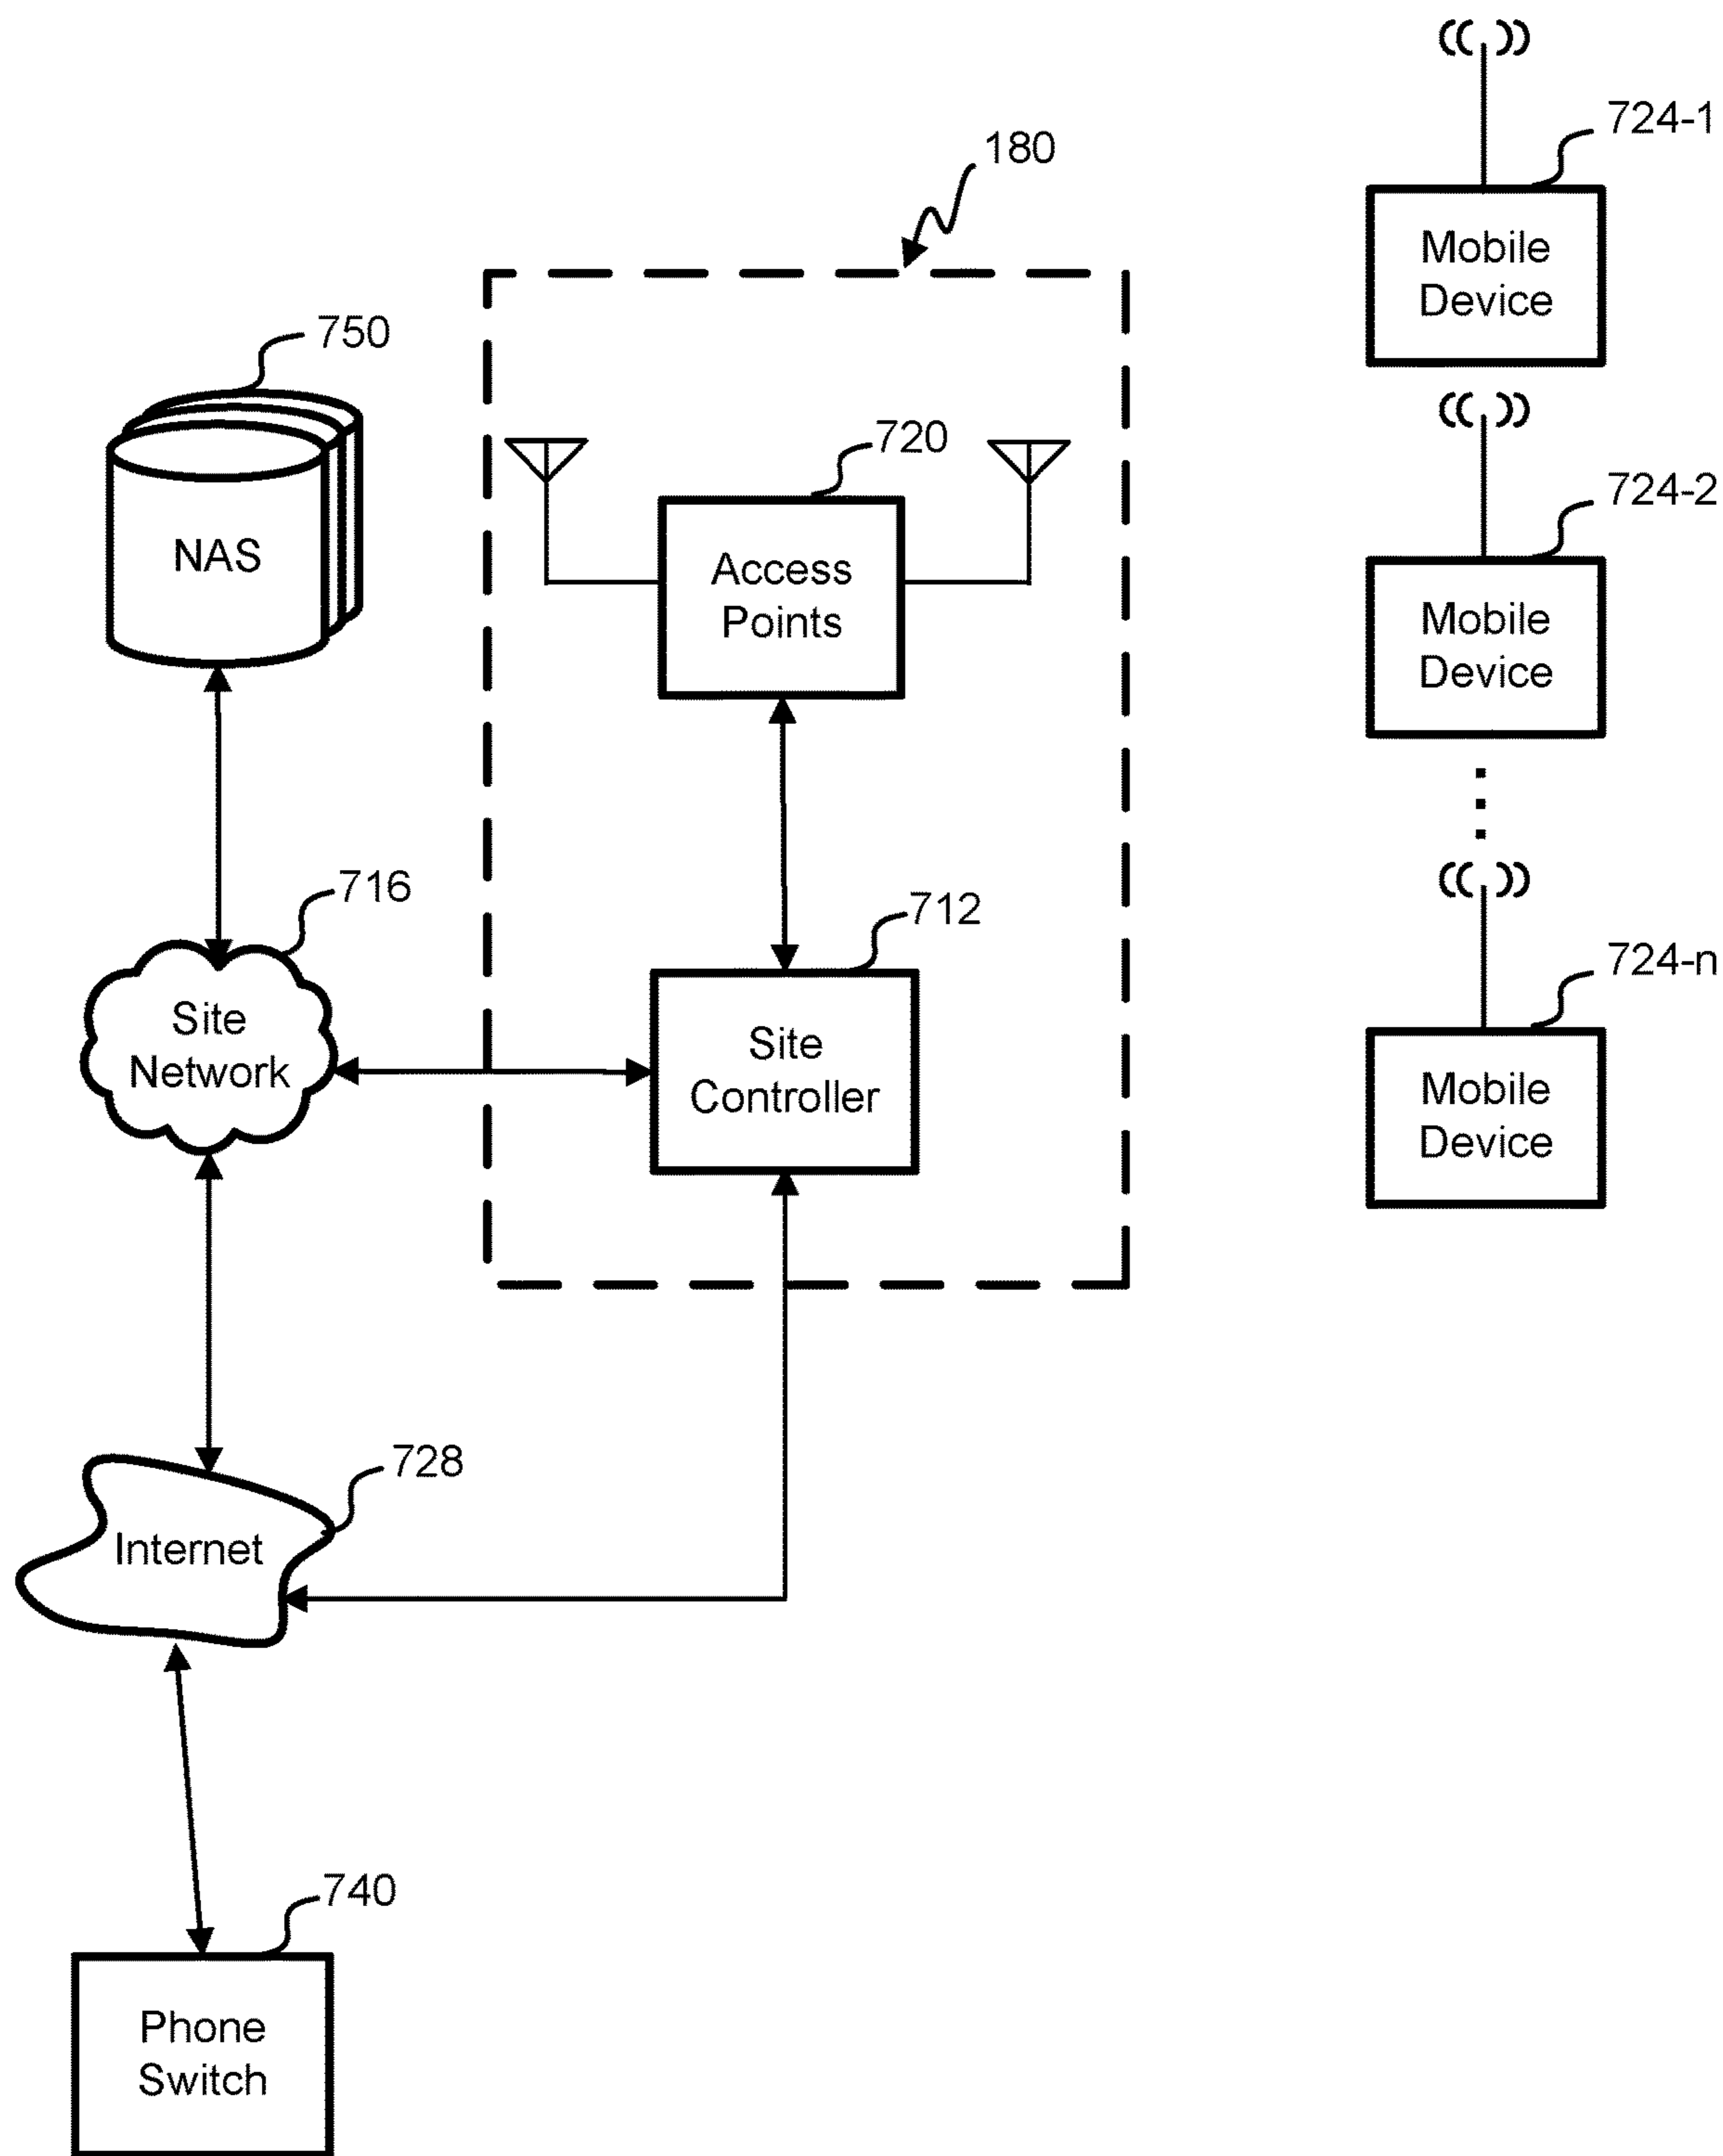 724-1
180
Mobile
Device
750
720
724-2
NAS
Access
Points
Mobile
Device
716
712
724-n
Site
Network
Site
Controller
Mobile
Device
728
Internet
740
Phone
Switch